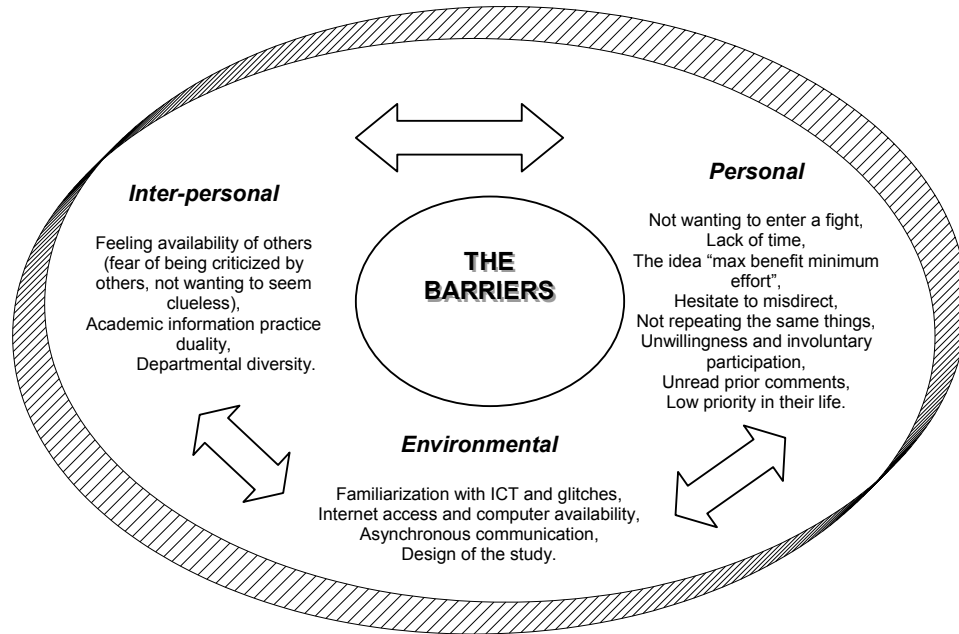 Inter-personal
Feeling availability of others
(fear of being criticized by
others, not wanting to seem
clueless),
Academic information practice
duality,
Departmental diversity.
THE
BARRIERS
Personal
Not wanting to enter a fight,
Lack of time,
The idea “max benefit minimum
effort”,
Hesitate to misdirect,
Not repeating the same things,
Unwillingness and involuntary
participation,
Unread prior comments,
Low priority in their life.
Environmental
Familiarization with ICT and glitches,
Internet access and computer availability,
Asynchronous communication,
Design of the study.